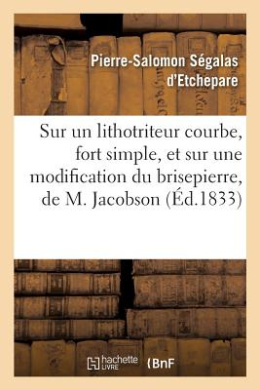 Pierre-Salomon Ségalas
d'Etchepare
Sur un lithotriteur courbe, fort simple, et sur une modification du brisepierre, de M. Jacobson (Éd.1833)
hachette
LIVRE
{BnF